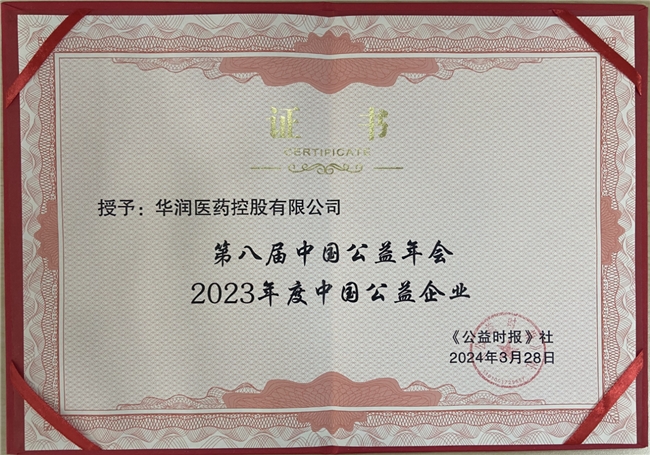 证 书
CERTIFICATE
授予：华润医药控股有限公司
第八届中国公益年会
2023年度中国公益企业
《公益时报》社
2024年3月28日